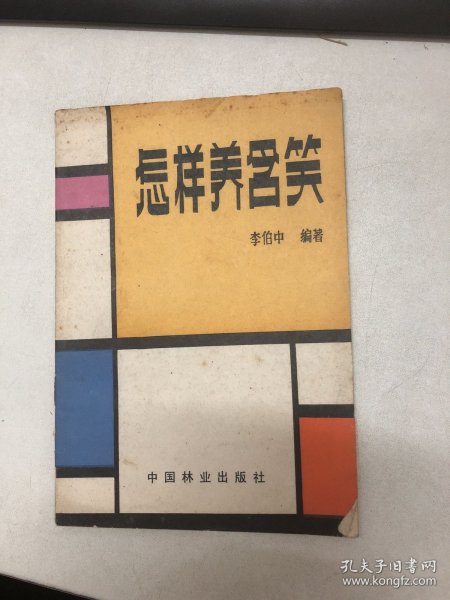 怎样养含笑
李伯中 编著
中国林业出版社
孔夫子旧书网
www.kongfz.com